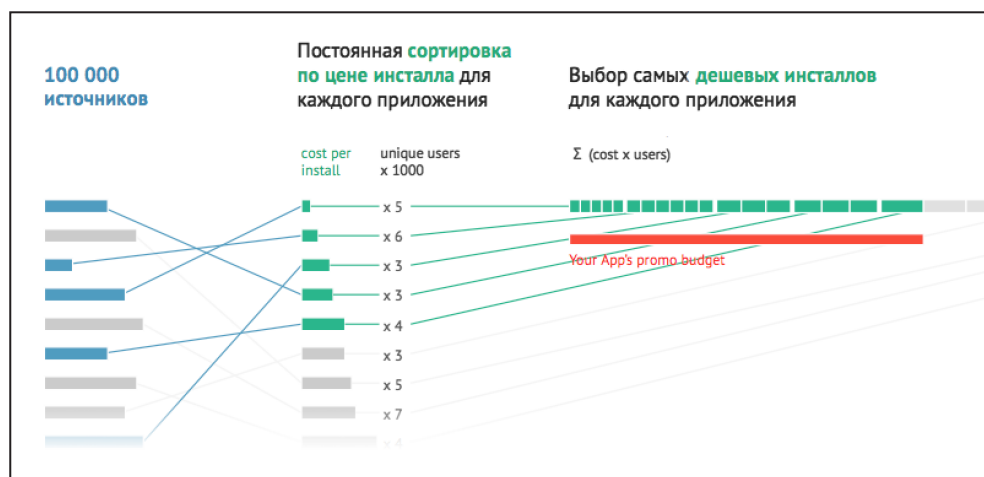 100 000
источников
Постоянная сортировка
по цене инсталла для
каждого приложения
Выбор самых дешевых инсталлов
для каждого приложения
cost per
install
unique users
x 1000
Σ (cost x users)
x 5
x 6
x 3
x 3
x 4
x 3
x 5
x 7
x 4
Your App's promo budget